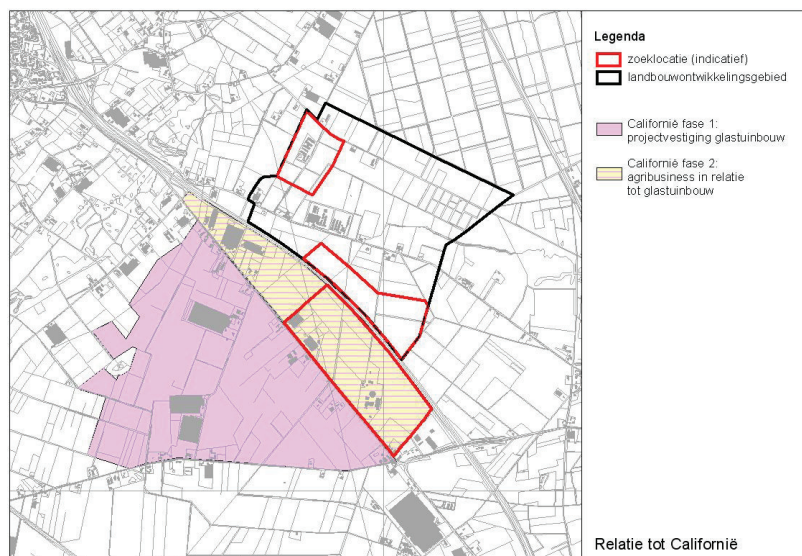 Legenda
zoeklocatie (indicatief)
landbouwontwikkelingsgebied
Californië fase 1:
projectvestiging glastuinbouw
Californië fase 2:
agribusiness in relatie
tot glastuinbouw
Relatie tot Californië